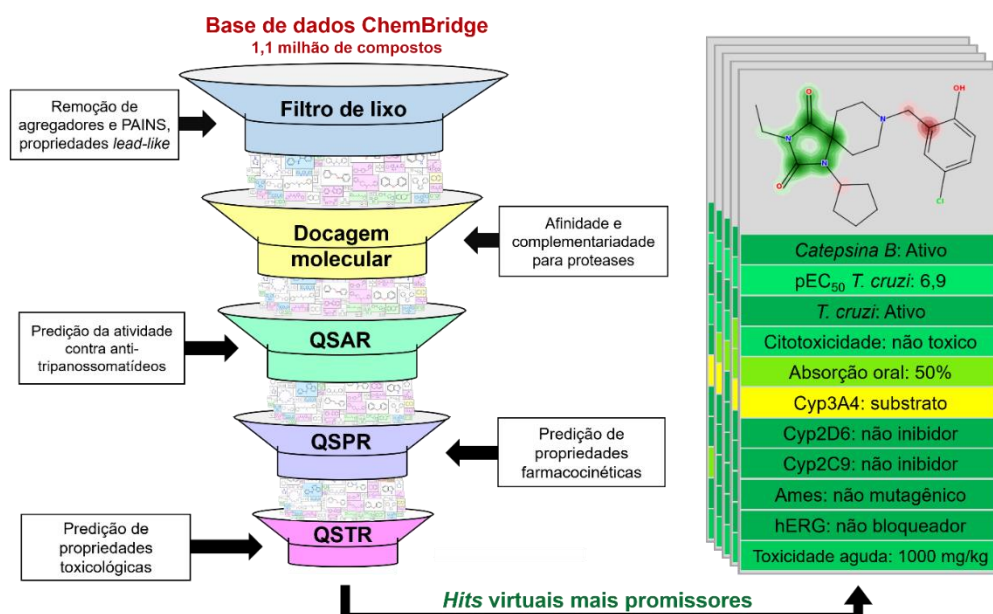 Base de dados ChemBridge
1,1 milhão de compostos
Filtro de lixo
Remoção de
agregadores e PAINS,
propriedades lead-like
Docagem
molecular
Afinidade e
complementariadade
para proteases
QSAR
Predição da atividade
contra anti-
tripanossomatídeos
QSPR
Predição de
propriedades
farmacocinéticas
QSTR
Predição de
propriedades
toxicológicas
Hits virtuais mais promissores
O
OH
N
N
N
O
Cl
Catepsina B: Ativo
pEC50 T. cruzi: 6,9
T. cruzi: Ativo
Citotoxicidade: não toxico
Absorção oral: 50%
Cyp3A4: substrato
Cyp2D6: não inibidor
Cyp2C9: não inibidor
Ames: não mutagênico
hERG: não bloqueador
Toxicidade aguda: 1000 mg/kg